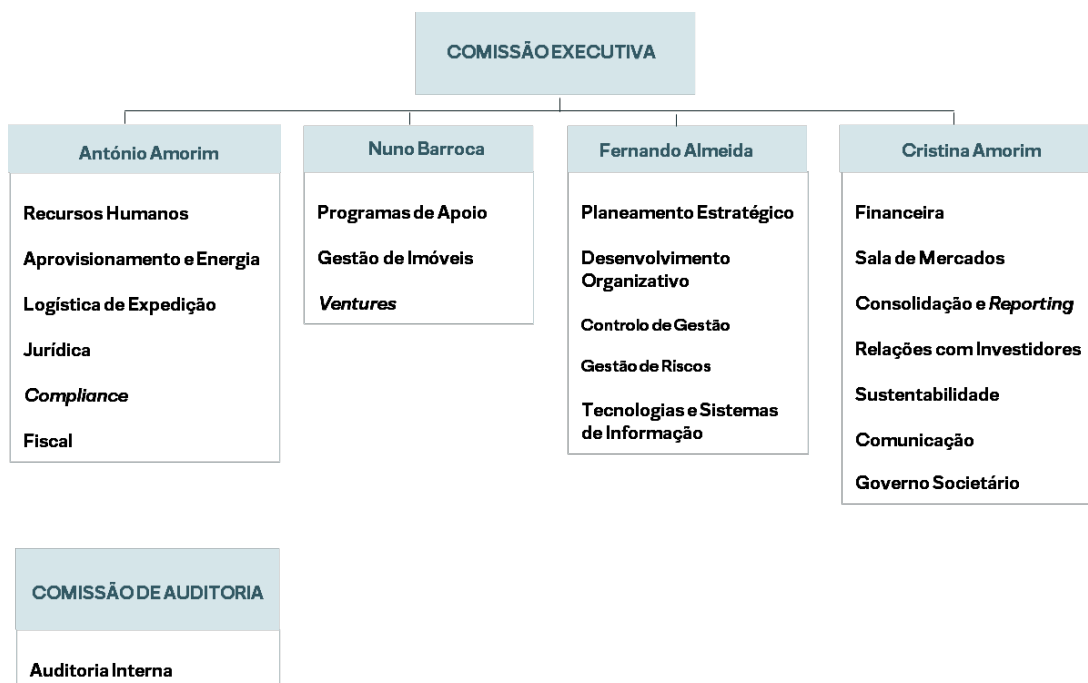 COMISSÃO EXECUTIVA
António Amorim
Recursos Humanos
Aprovisionamento e Energia
Logística de Expedição
Jurídica
Compliance
Fiscal
Nuno Barroca
Programas de Apoio
Gestão de Imóveis
Ventures
Fernando Almeida
Planeamento Estratégico
Desenvolvimento
Organizativo
Controlo de Gestão
Gestão de Riscos
Tecnologias e Sistemas
de Informação
Cristina Amorim
Financeira
Sala de Mercados
Consolidação e Reporting
Relações com Investidores
Sustentabilidade
Comunicação
Governo Societário
COMISSÃO DE AUDITORIA
Auditoria Interna